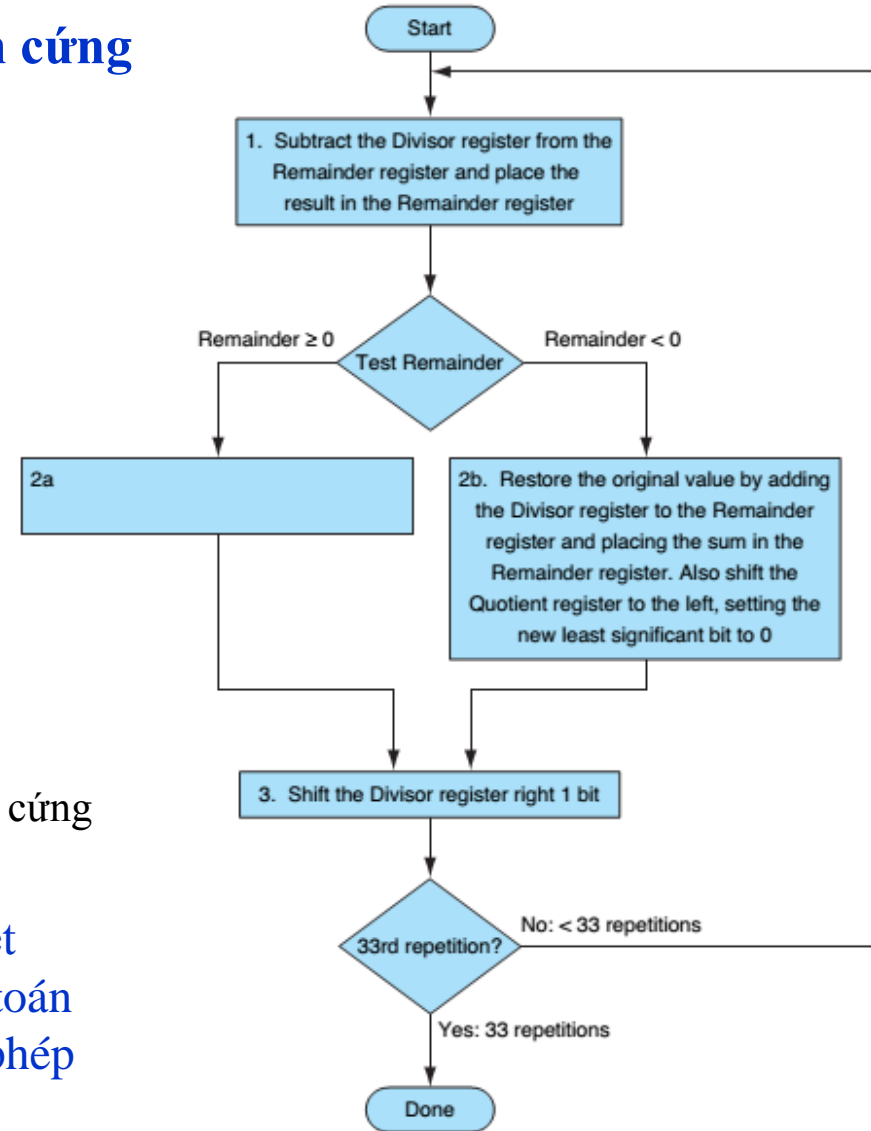 cứng
Start
1. Subtract the Divisor register from the
Remainder register and place the
result in the Remainder register
Remainder ≥ 0
Remainder < 0
Test Remainder
2a
2b. Restore the original value by adding
the Divisor register to the Remainder
register and placing the sum in the
Remainder register. Also shift the
Quotient register to the left, setting the
new least significant bit to 0
3. Shift the Divisor register right 1 bit
cứng
toán
phép
33rd repetition?
No: < 33 repetitions
Yes: 33 repetitions
Done